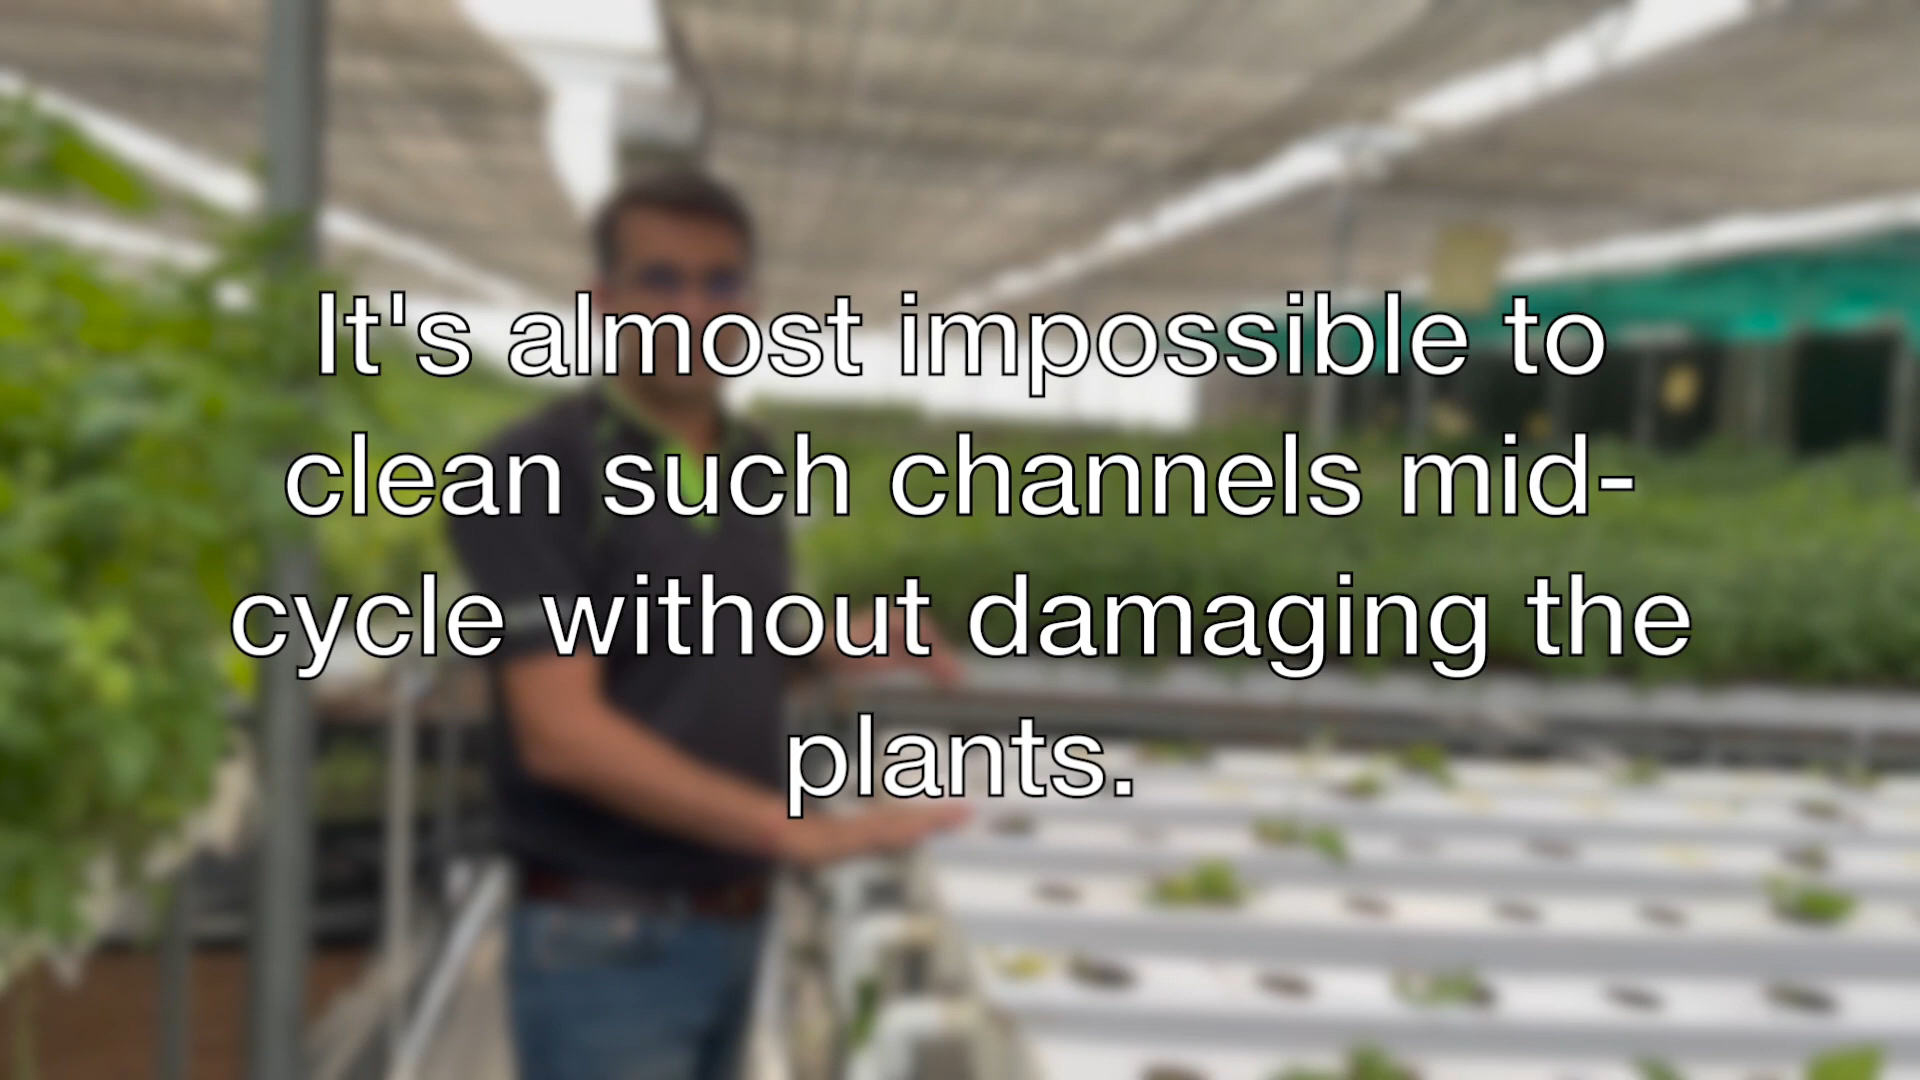 It's almost impossible to
clean such channels mid-
cycle without damaging the
plants.